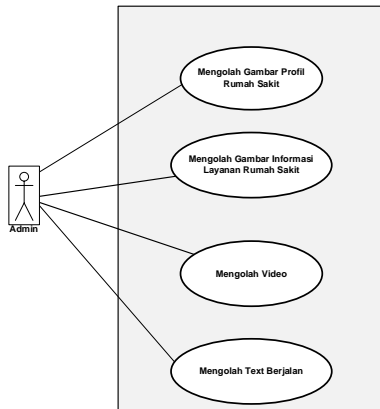 Mengolah Gambar Profil
Rumah Sakit
Mengolah Gambar Informasi
Layanan Rumah Sakit
Admin
Mengolah Video
Mengolah Text Berjalan